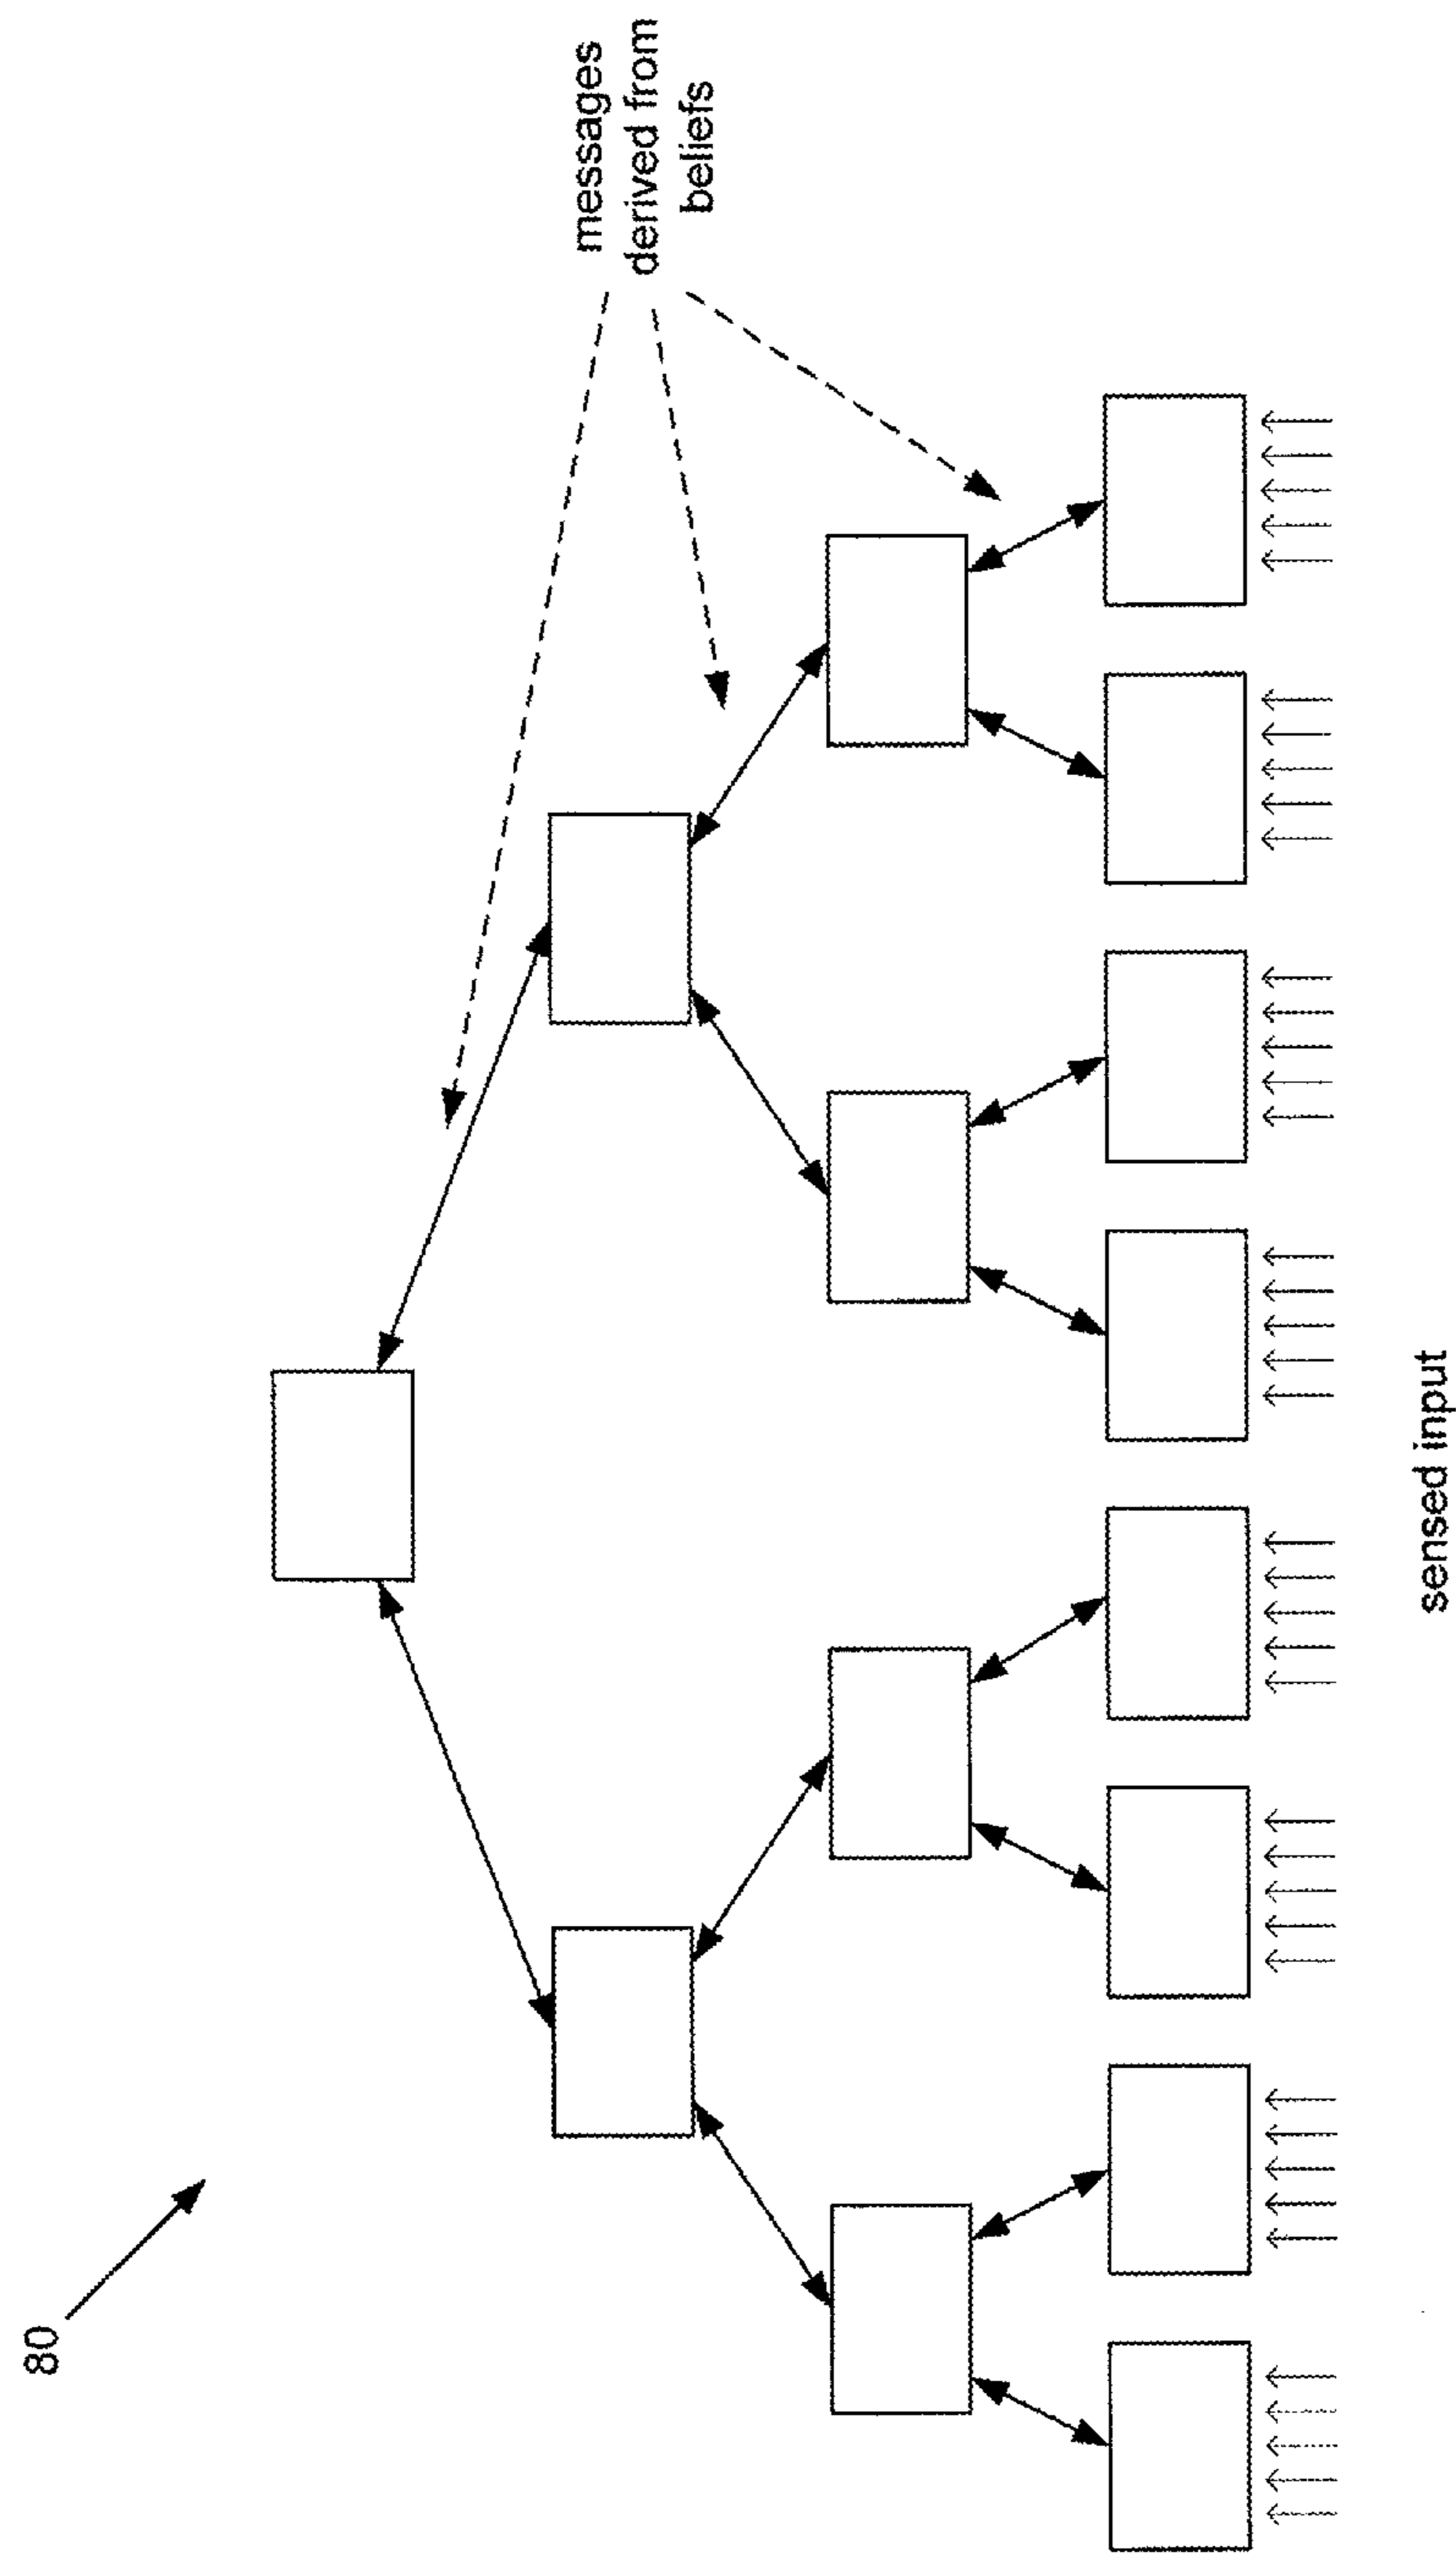 80
messages
derived from
beliefs
sensed input